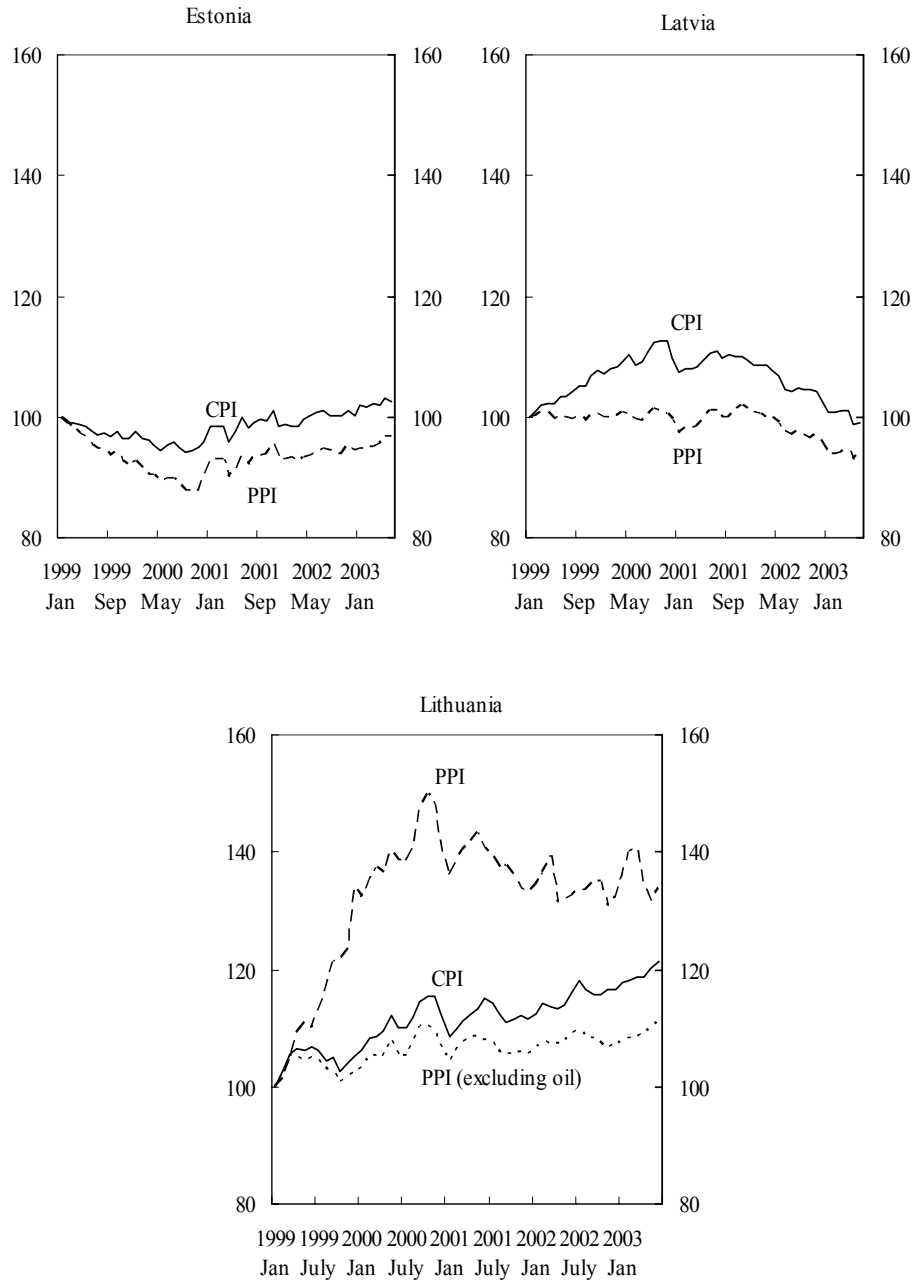 Estonia
160 160
140 140
120 120
CPI
100 100
PPI
80 80
1999 1999 2000 2001 2001 2002 2003
Jan Sep May Jan Sep May Jan
Latvia
160 160
140 140
120 120
CPI
100 100
PPI
80 80
1999 1999 2000 2001 2001 2002 2003
Jan Sep May Jan Sep May Jan
Lithuania
160 160
PPI
140 140
120 120
CPI
100 100
PPI (excluding oil)
80 80
1999 1999 2000 2000 2001 2001 2002 2002 2003
Jan July Jan July Jan July Jan July Jan